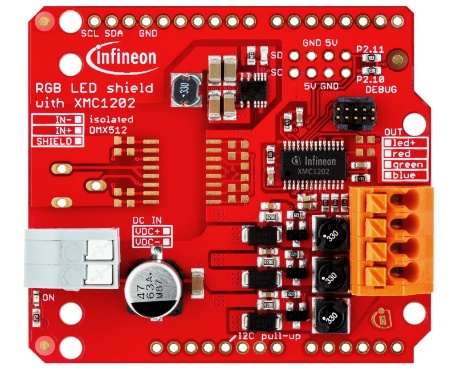 SCL SDA GND
infineon
RGB LED shield
with XMC1202
IN-
IN+
SHIELD
isolated
DMX512
330
GND 5V
SD
SC
5V GND
P2.11
P2.10
DEBUG
Infineon
XMC1202
OUT
led+
red
green
blue
DC IN
VDC+
VDC-
47
63A
M87
330
330
330
ON
I2C pull-up